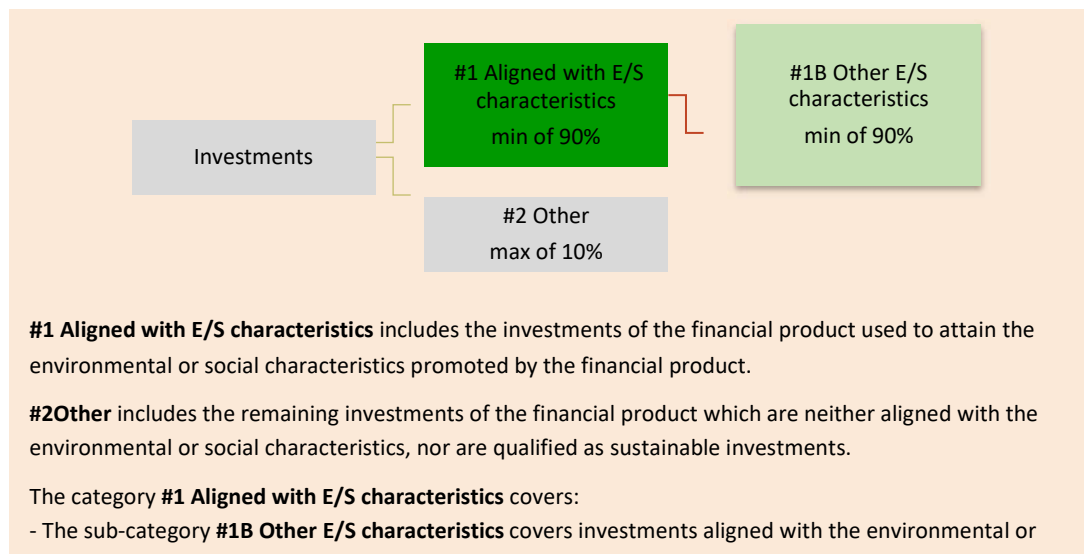 #1 Aligned with E/S
characteristics
min of 90%
#1B Other E/S
characteristics
min of 90%
Investments
#2 Other
max of 10%
#1 Aligned with E/S characteristics includes the investments of the financial product used to attain the
environmental or social characteristics promoted by the financial product.
#2Other includes the remaining investments of the financial product which are neither aligned with the
environmental or social characteristics, nor are qualified as sustainable investments.
The category #1 Aligned with E/S characteristics covers:
- The sub-category #1B Other E/S characteristics covers investments aligned with the environmental or